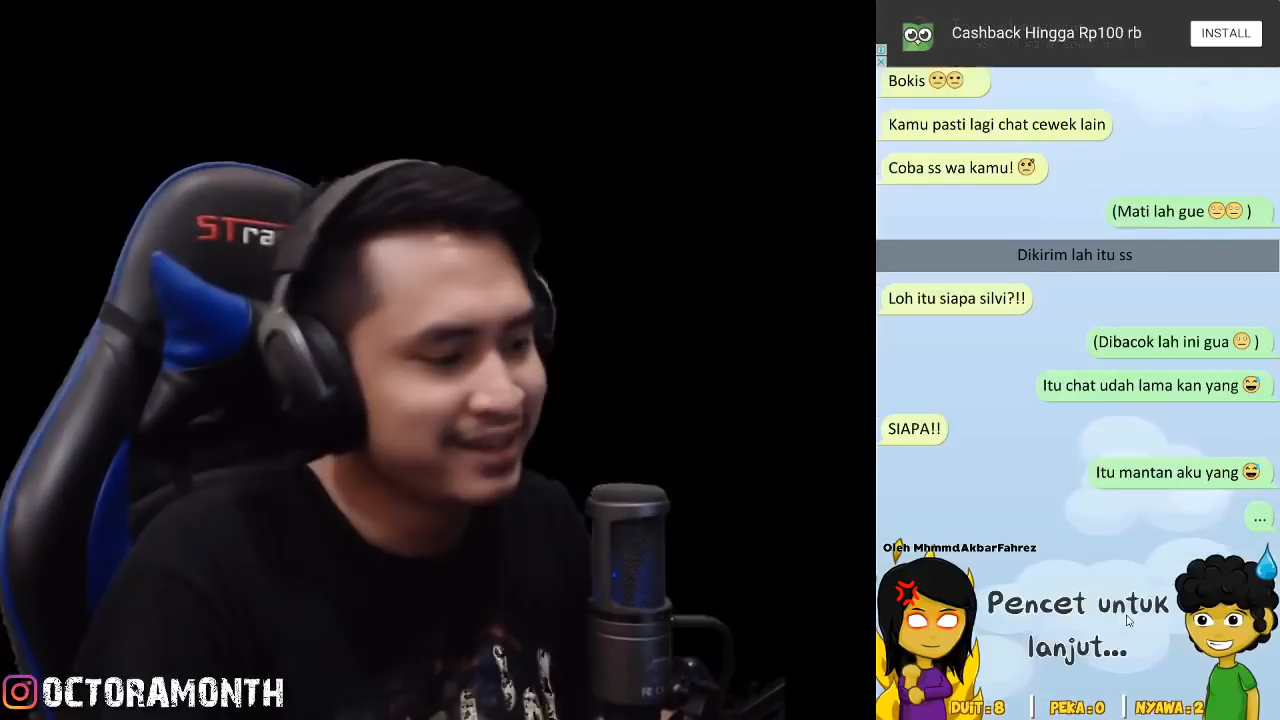 Cashback Hingga Rp100 rb
INSTALL
Bokis
Kamu pasti lagi chat cewek lain
Coba ss wa kamu!
(Mati lah gue )
Dikirim lah itu ss
Loh itu siapa silvi?!!
(Dibacok lah ini gua )
Itu chat udah lama kan yang
SIAPA!!
Itu mantan aku yang
...
Oleh MhmmdAkbarFahrez
Pencet untuk
lanjut...
DUIT:8
PEKA:0
NYAWA:2
OCTORAMONTH